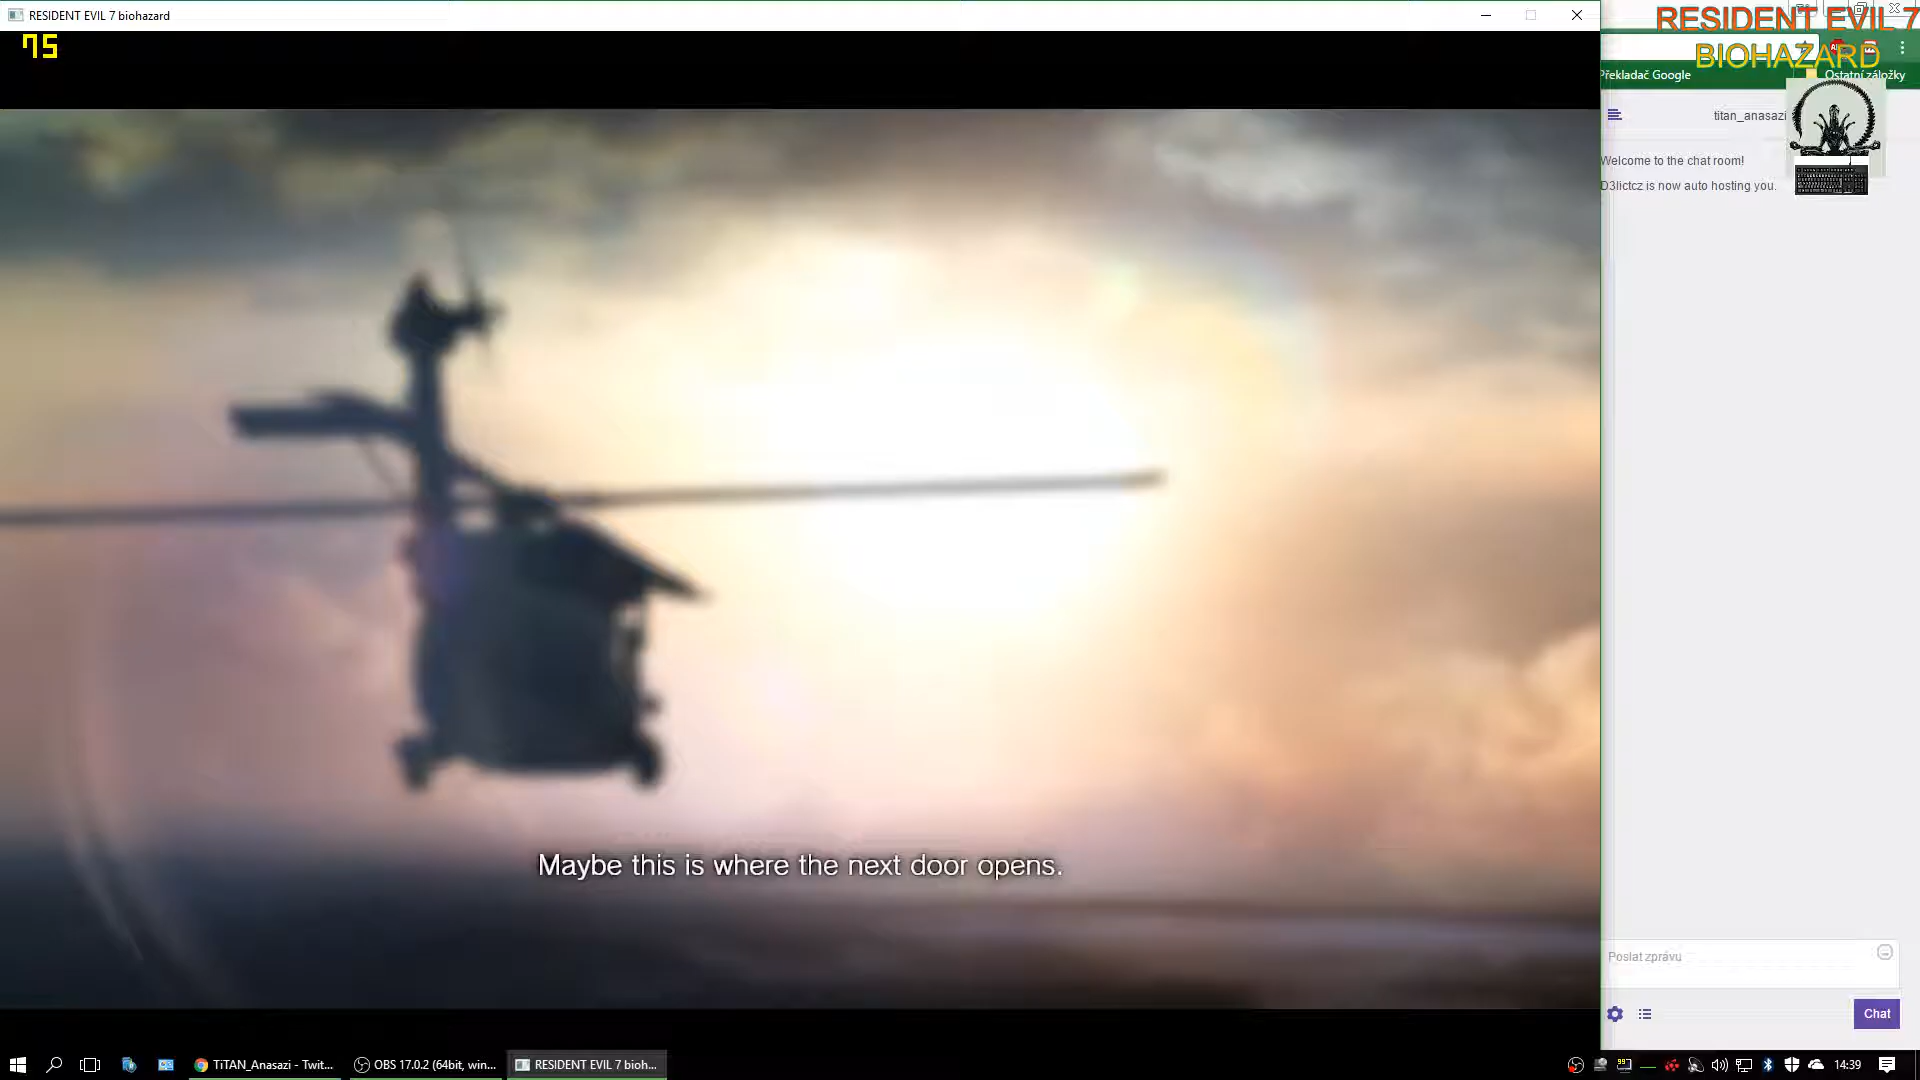 RESIDENT EVIL 7 biohazard
75
RESIDENT EVIL 7
BIOHAZARD
Překladač Google
Ostatní záložky
titan_anasazi
Welcome to the chat room!
D3lictcz is now auto hosting you.
Maybe this is where the next door opens.
Poslat zprávu
Chat
TiTAN_Anasazi - Twit...
OBS 17.0.2 (64bit, win...
RESIDENT EVIL 7 bioh...
14:39